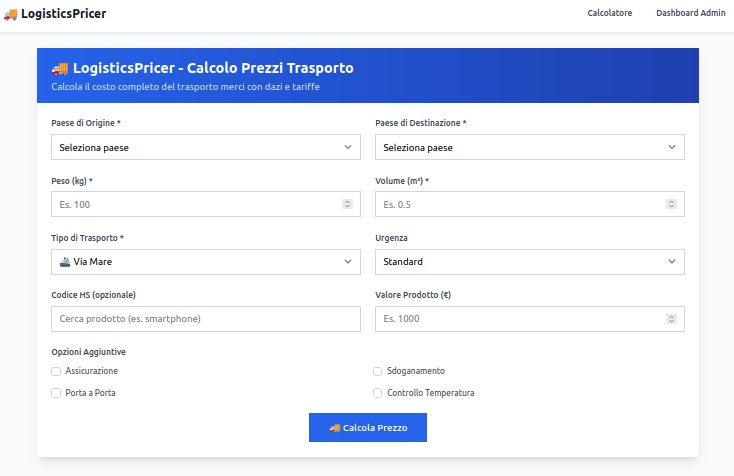 🚚 LogisticsPricer
Calcolatore Dashboard Admin
🚚 LogisticsPricer - Calcolo Prezzi Trasporto
Calcola il costo completo del trasporto merci con dazi e tariffe
Paese di Origine * Paese di Destinazione *
Seleziona paese Seleziona paese
Peso (kg) * Volume (m³) *
Es. 100 Es. 0.5
Tipo di Trasporto * Urgenza
🚢 Via Mare Standard
Codice HS (opzionale) Valore Prodotto (€)
Cerca prodotto (es. smartphone) Es. 1000
Opzioni Aggiuntive
Assicurazione Sdoganamento
Porta a Porta Controllo Temperatura
🚚 Calcola Prezzo